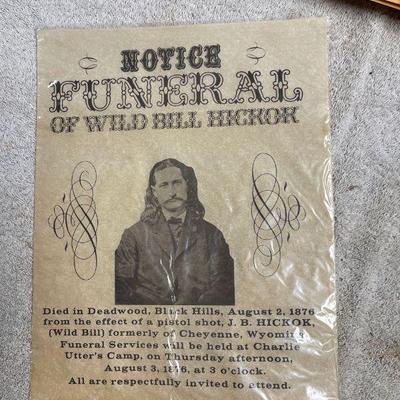 NOTICE
FUNERAL
OF WILD BILL HICKOK
Died in Deadwood, Black Hills, August 2, 1876
from the effect of a pistol shot, J. B. HICKOK,
(Wild Bill) formerly of Cheyenne, Wyoming
Funeral Services will be held at Charlie
Utter's Camp, on Thursday afternoon,
August 3, 1876, at 3 o'clock.
All are respectfully invited to attend.